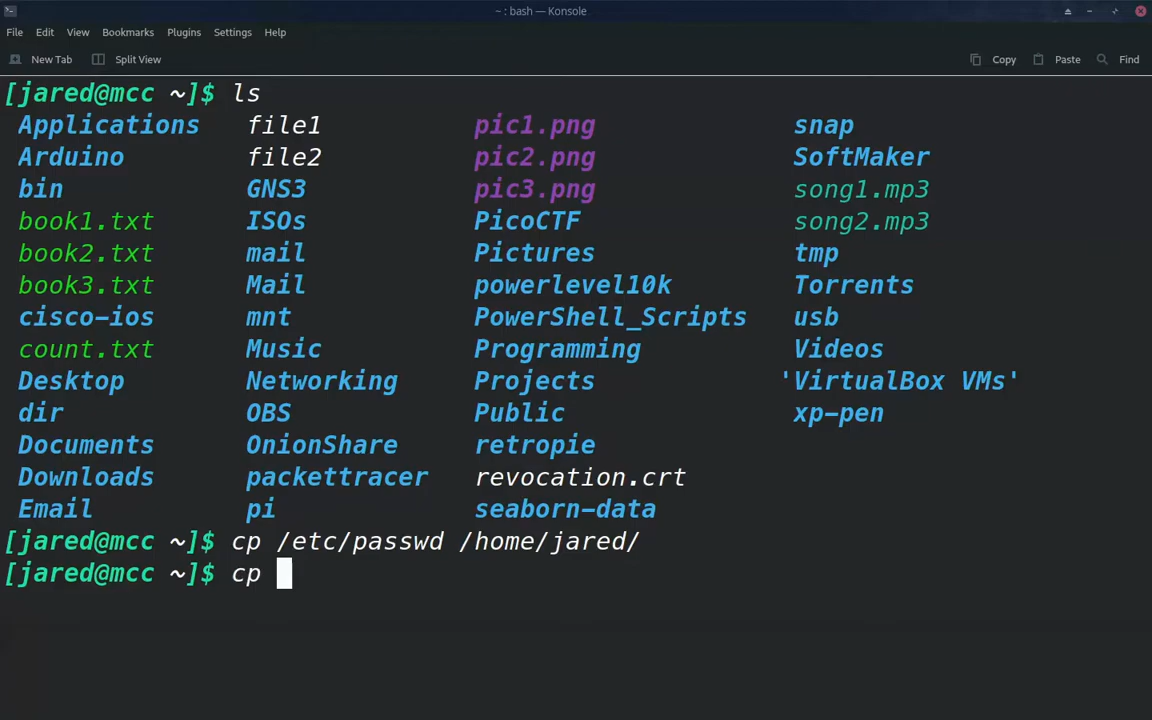 ~ : bash — Konsole
File Edit View Bookmarks Plugins Settings Help
New Tab Split View Copy Paste Find
[jared@mcc ~]$ ls
Applications file1 pic1.png snap
Arduino file2 pic2.png SoftMaker
bin GNS3 pic3.png song1.mp3
book1.txt ISOs PicoCTF song2.mp3
book2.txt mail Pictures tmp
book3.txt Mail powerlevel10k Torrents
cisco-ios mnt PowerShell_Scripts usb
count.txt Music Programming Videos
Desktop Networking Projects 'VirtualBox VMs'
dir OBS Public xp-pen
Documents OnionShare retropie
Downloads packettracer revocation.crt
Email pi seaborn-data
[jared@mcc ~]$ cp /etc/passwd /home/jared/
[jared@mcc ~]$ cp